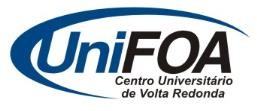 UniFOA
Centro Universitário
de Volta Redonda